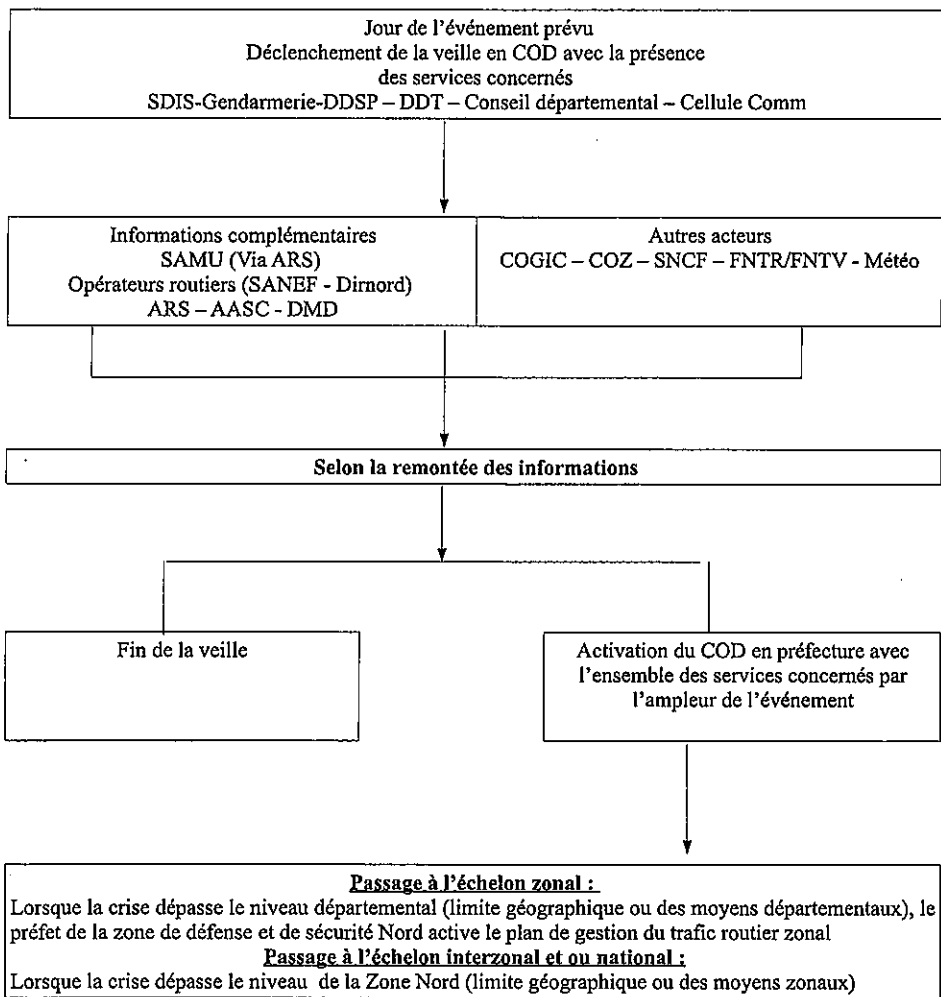 Jour de l'événement prévu
Déclenchement de la veille en COD avec la présence
des services concernés
SDIS-Gendarmerie-DDSP – DDT – Conseil départemental – Cellule Comm
Informations complémentaires
SAMU (Via ARS)
Opérateurs routiers (SANEF - Dirnord)
ARS – AASC - DMD
Autres acteurs
COGIC – COZ – SNCF – FNTR/FNTV - Météo
Selon la remontée des informations
Fin de la veille
Activation du COD en préfecture avec
l'ensemble des services concernés par
l'ampleur de l'événement
Passage à l'échelon zonal :
Lorsque la crise dépasse le niveau départemental (limite géographique ou des moyens départementaux), le
préfet de la zone de défense et de sécurité Nord active le plan de gestion du trafic routier zonal
Passage à l'échelon interzonal et ou national :
Lorsque la crise dépasse le niveau de la Zone Nord (limite géographique ou des moyens zonaux)